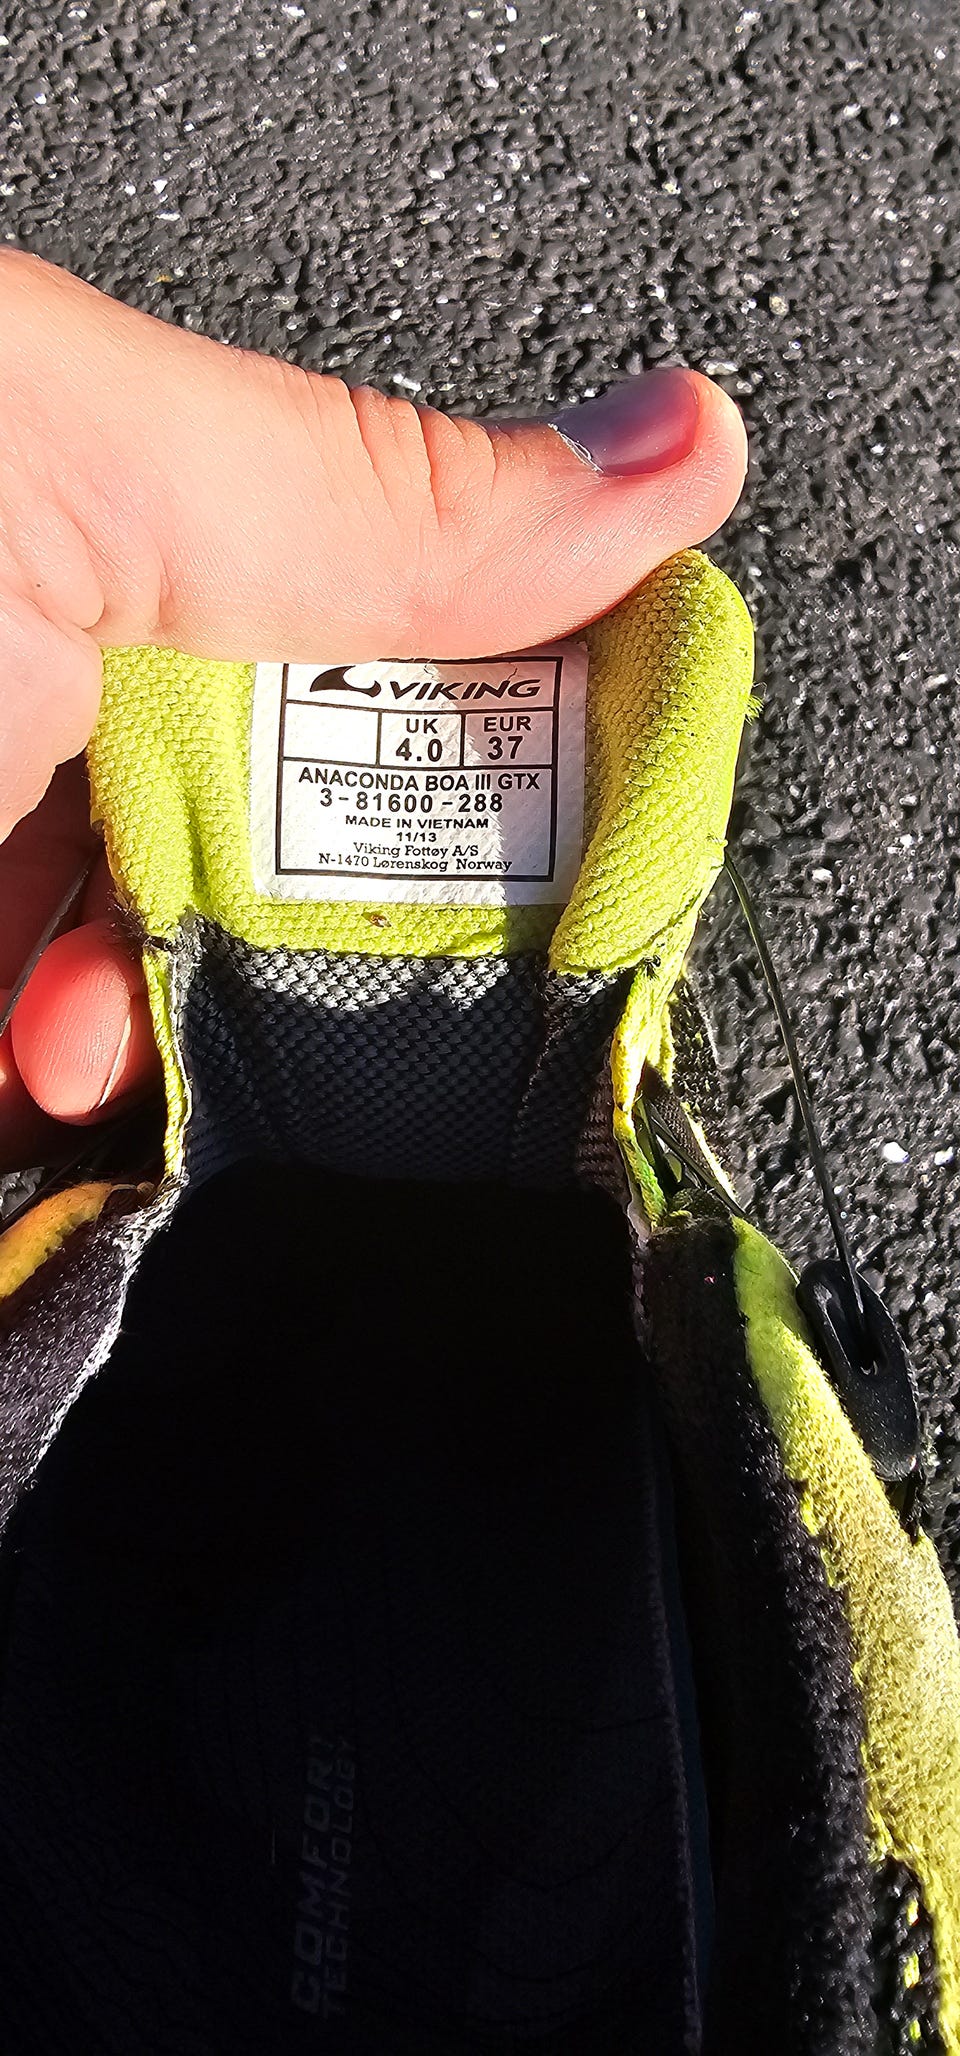 VIKING
UK EUR
4.0 37
ANACONDA BOA III GTX
3-81600-288
MADE IN VIETNAM
11/13
Viking Fottøy A/S
N-1470 Lørenskog Norway
COMFORT
TECHNOLOGY